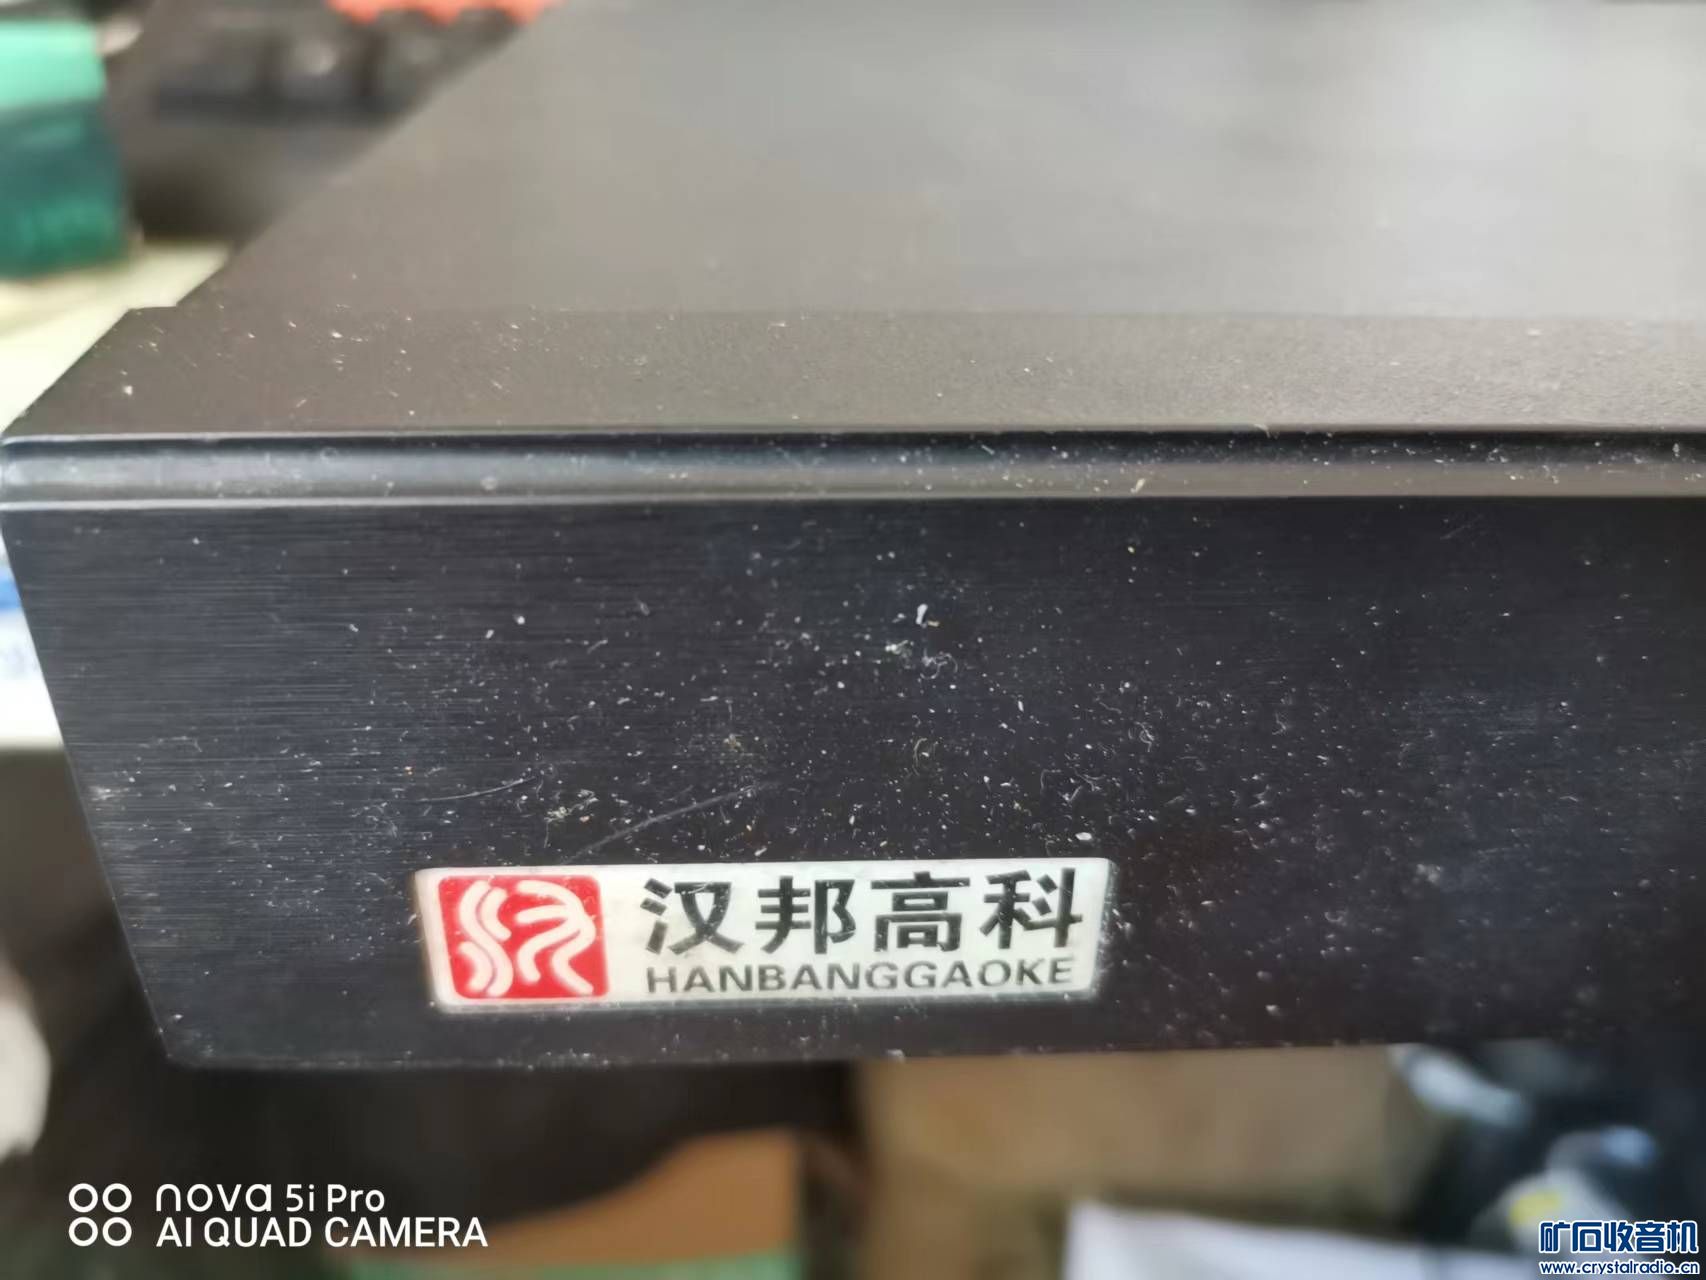 汉邦高科
HANBANGGAOKE
nova 5i Pro
AI QUAD CAMERA
矿石收音机
www.crystalradio.cn